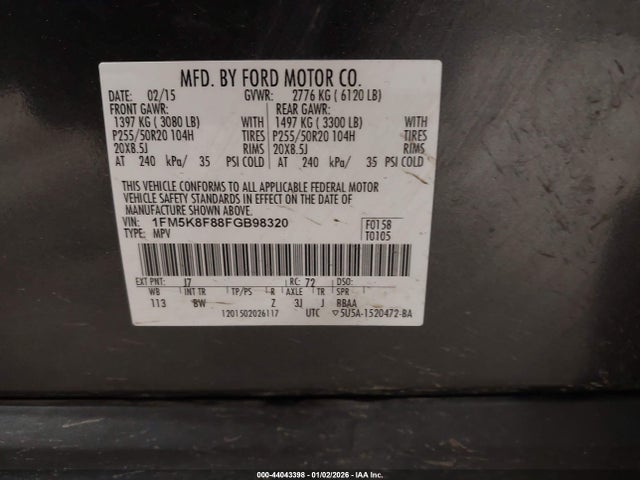 MFD. BY FORD MOTOR CO.
DATE: 02/15 GVWR: 2776 KG ( 6120 LB)
FRONT GAWR: REAR GAWR:
1397 KG ( 3080 LB) WITH 1497 KG ( 3300 LB) WITH
P255/50R20 104H TIRES P255/50R20 104H TIRES
20X8.5J RIMS 20X8.5J RIMS
AT 240 kPa/ 35 PSI COLD AT 240 kPa/ 35 PSI COLD
THIS VEHICLE CONFORMS TO ALL APPLICABLE FEDERAL MOTOR
VEHICLE SAFETY STANDARDS IN EFFECT ON THE DATE OF
MANUFACTURE SHOWN ABOVE.
VIN: 1FM5K8F88FGB98320 F0158
TYPE: MPV T0105
EXT PNT: J7 RC: 72 DSO:
WB INT TR TP/PS R AXLE TR SPR
113 BW Z 3J J BBAA
1201502026117 UTC ▽5U5A-1520472-BA
000-44043398 - 01/02/2026 - IAA Inc.